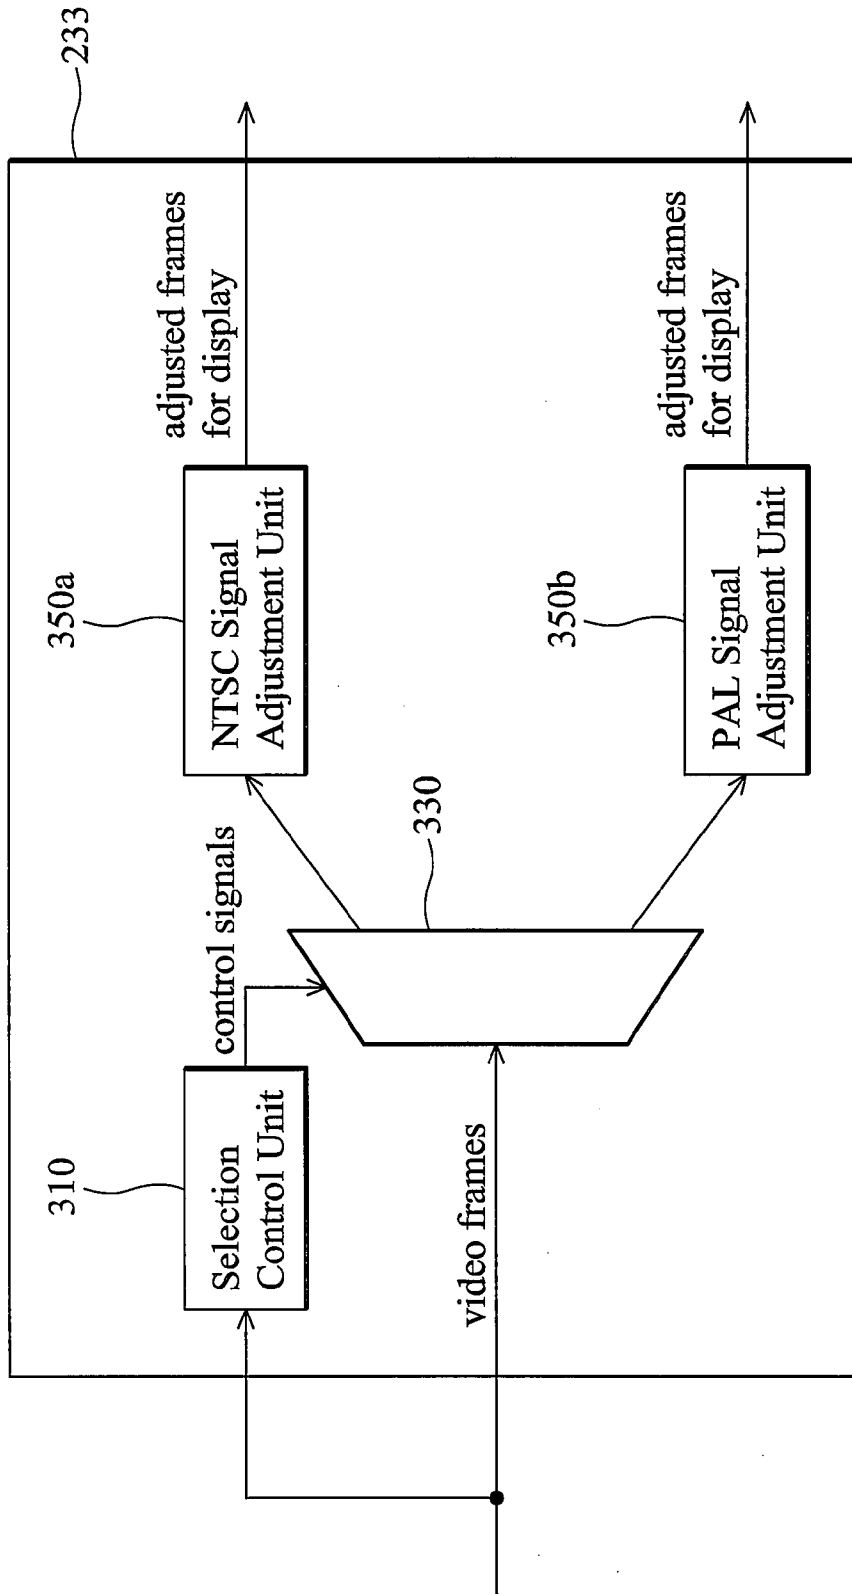 233
350a
NTSC Signal
Adjustment Unit
adjusted frames
for display
310
Selection
Control Unit
control signals
330
video frames
350b
PAL Signal
Adjustment Unit
adjusted frames
for display